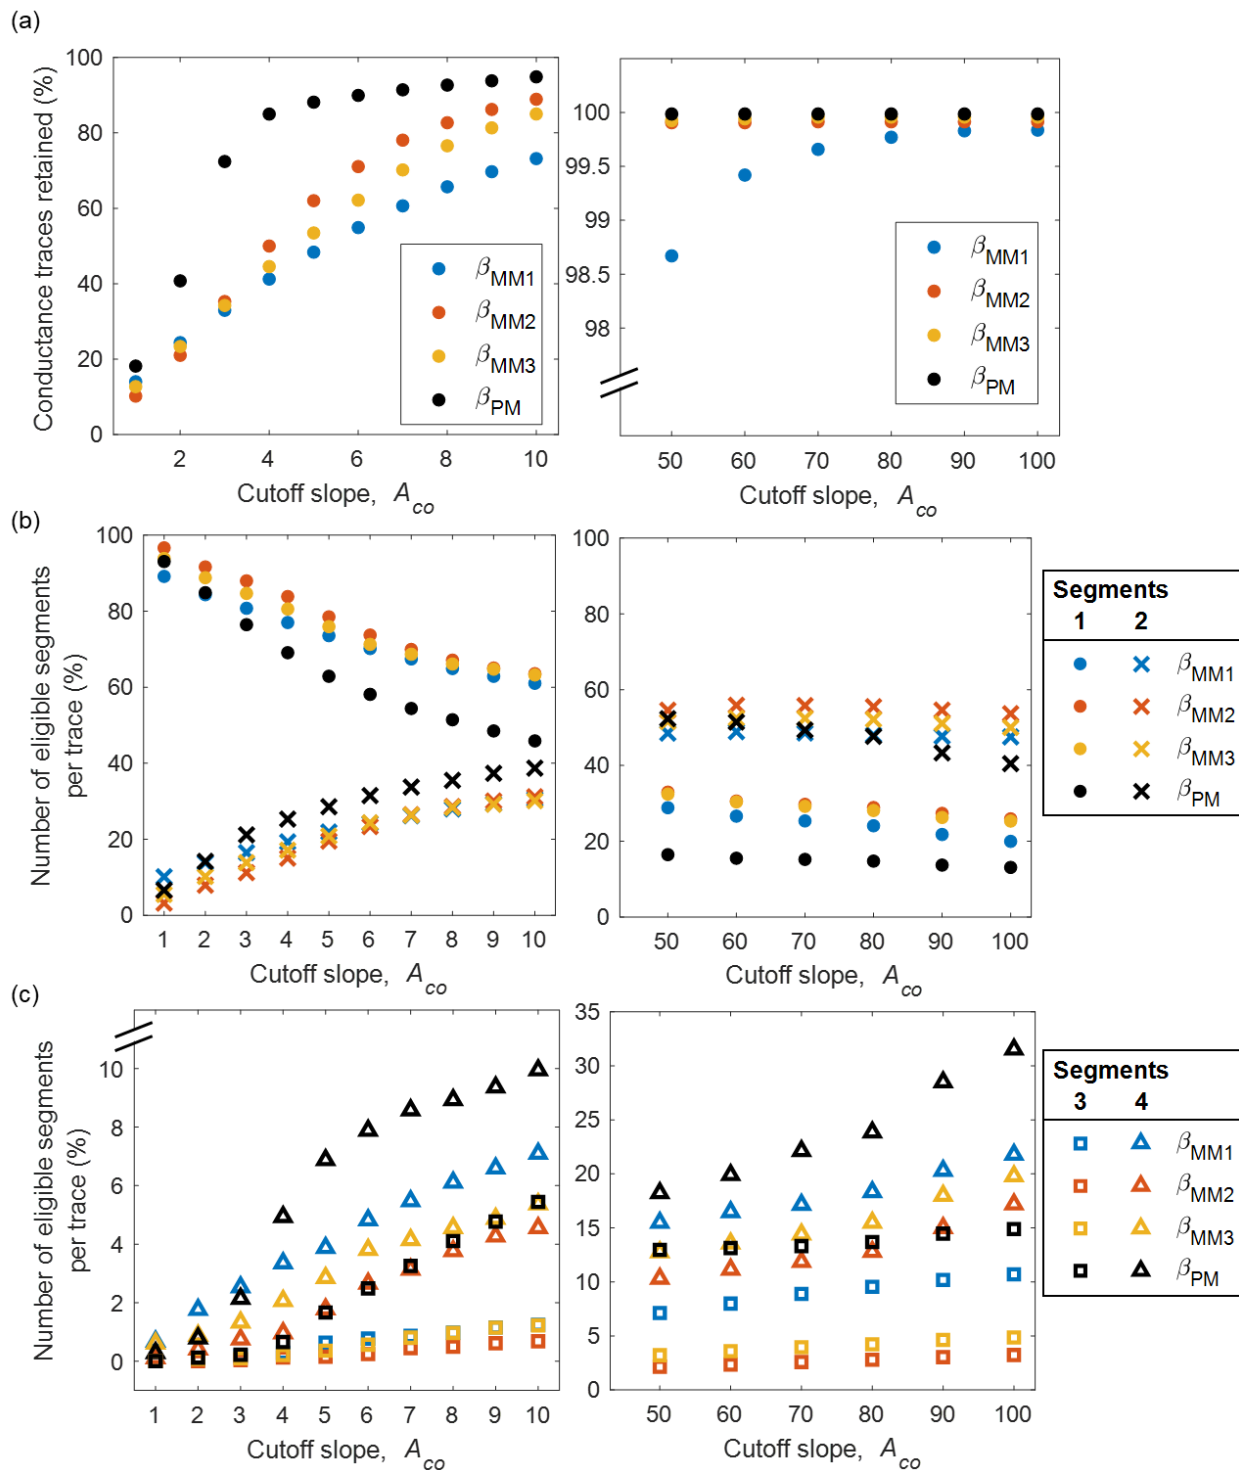 (a)
Conductance traces retained (%)
100
80
60
40
20
0
2
4
6
8
10
Cutoff slope, A_co
β_MM1
β_MM2
β_MM3
β_PM
100
99.5
99
98.5
98
50
60
70
80
90
100
Cutoff slope, A_co
β_MM1
β_MM2
β_MM3
β_PM
(b)
Number of eligible segments
per trace (%)
100
80
60
40
20
0
1
2
3
4
5
6
7
8
9
10
Cutoff slope, A_co
100
80
60
40
20
0
50
60
70
80
90
100
Cutoff slope, A_co
Segments
1 2
β_MM1
β_MM2
β_MM3
β_PM
(c)
Number of eligible segments
per trace (%)
10
8
6
4
2
0
1
2
3
4
5
6
7
8
9
10
Cutoff slope, A_co
35
30
25
20
15
10
5
0
50
60
70
80
90
100
Cutoff slope, A_co
Segments
3 4
β_MM1
β_MM2
β_MM3
β_PM